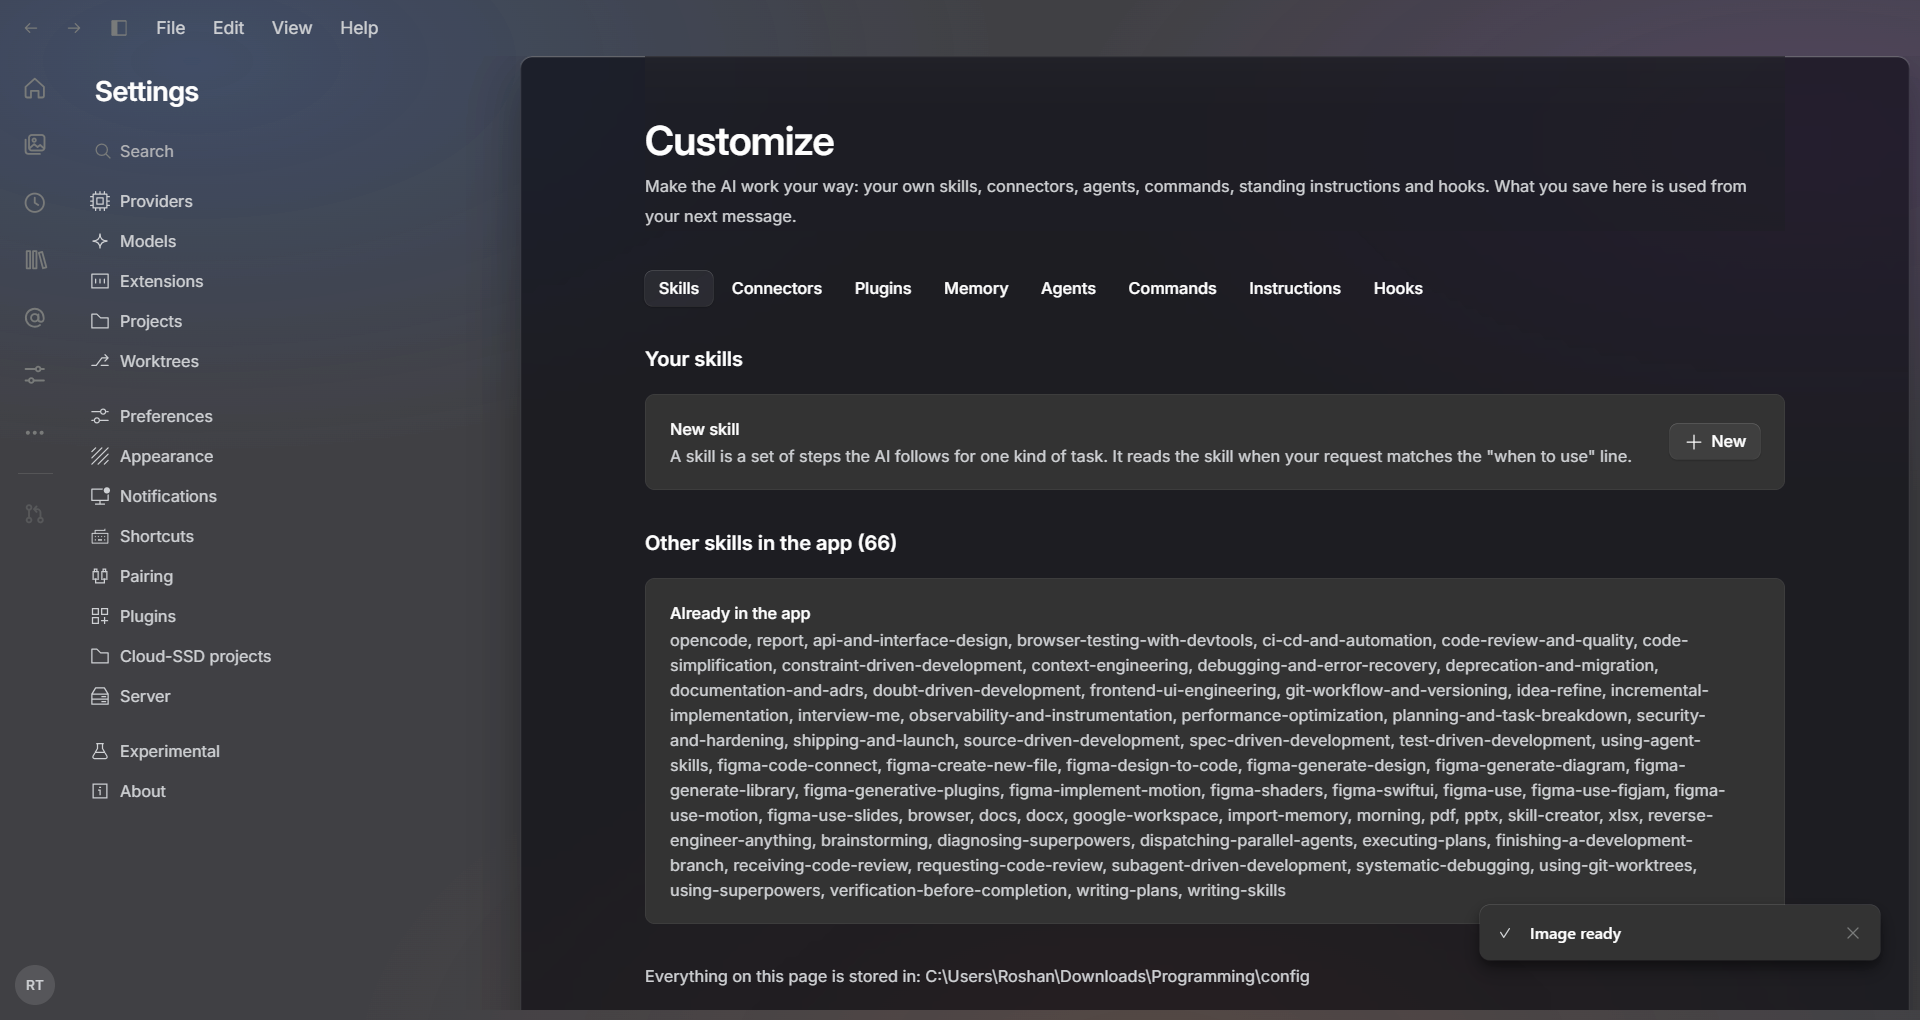 File Edit View Help
Settings
Search
Providers
Models
Extensions
Projects
Worktrees
Preferences
Appearance
Notifications
Shortcuts
Pairing
Plugins
Cloud-SSD projects
Server
Experimental
About
RT
Customize
Make the AI work your way: your own skills, connectors, agents, commands, standing instructions and hooks. What you save here is used from
your next message.
Skills Connectors Plugins Memory Agents Commands Instructions Hooks
Your skills
New skill
A skill is a set of steps the AI follows for one kind of task. It reads the skill when your request matches the "when to use" line.
New
Other skills in the app (66)
Already in the app
opencode, report, api-and-interface-design, browser-testing-with-devtools, ci-cd-and-automation, code-review-and-quality, code-
simplification, constraint-driven-development, context-engineering, debugging-and-error-recovery, deprecation-and-migration,
documentation-and-adrs, doubt-driven-development, frontend-ui-engineering, git-workflow-and-versioning, idea-refine, incremental-
implementation, interview-me, observability-and-instrumentation, performance-optimization, planning-and-task-breakdown, security-
and-hardening, shipping-and-launch, source-driven-development, spec-driven-development, test-driven-development, using-agent-
skills, figma-code-connect, figma-create-new-file, figma-design-to-code, figma-generate-design, figma-generate-diagram, figma-
generate-library, figma-generative-plugins, figma-implement-motion, figma-shaders, figma-swiftui, figma-use, figma-use-figjam, figma-
use-motion, figma-use-slides, browser, docs, docx, google-workspace, import-memory, morning, pdf, pptx, skill-creator, xlsx, reverse-
engineer-anything, brainstorming, diagnosing-superpowers, dispatching-parallel-agents, executing-plans, finishing-a-development-
branch, receiving-code-review, requesting-code-review, subagent-driven-development, systematic-debugging, using-git-worktrees,
using-superpowers, verification-before-completion, writing-plans, writing-skills
Image ready
Everything on this page is stored in: C:\Users\Roshan\Downloads\Programming\config